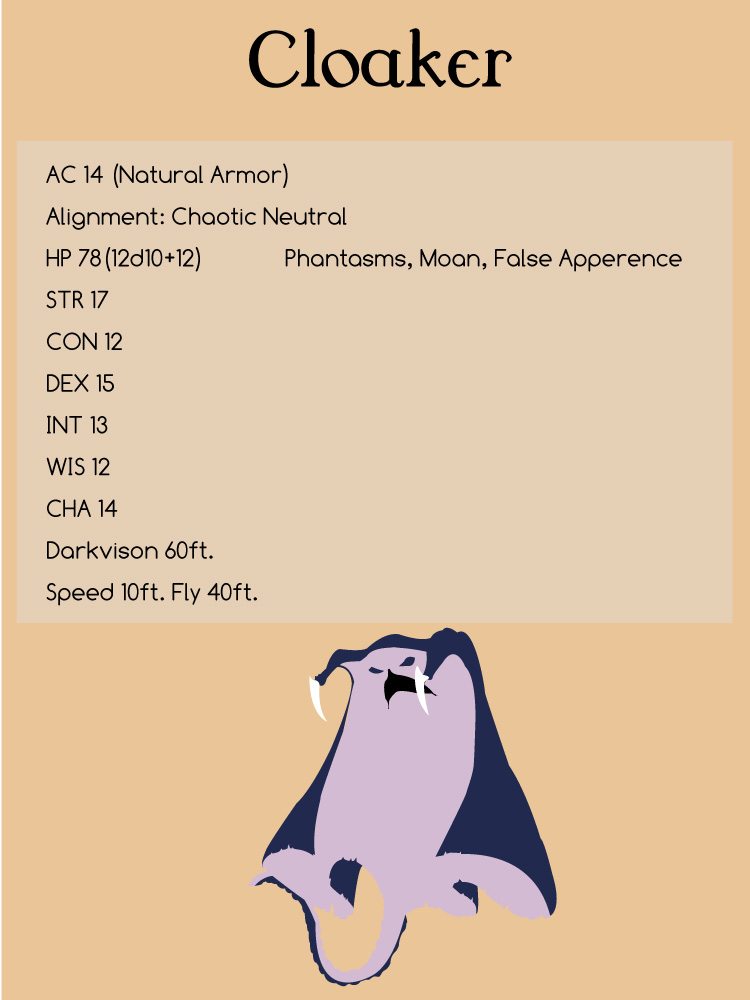 Cloaker
AC 14 (Natural Armor)
Alignment: Chaotic Neutral
HP 78(12d10+12) Phantasms, Moan, False Apperence
STR 17
CON 12
DEX 15
INT 13
WIS 12
CHA 14
Darkvison 60ft.
Speed 10ft. Fly 40ft.